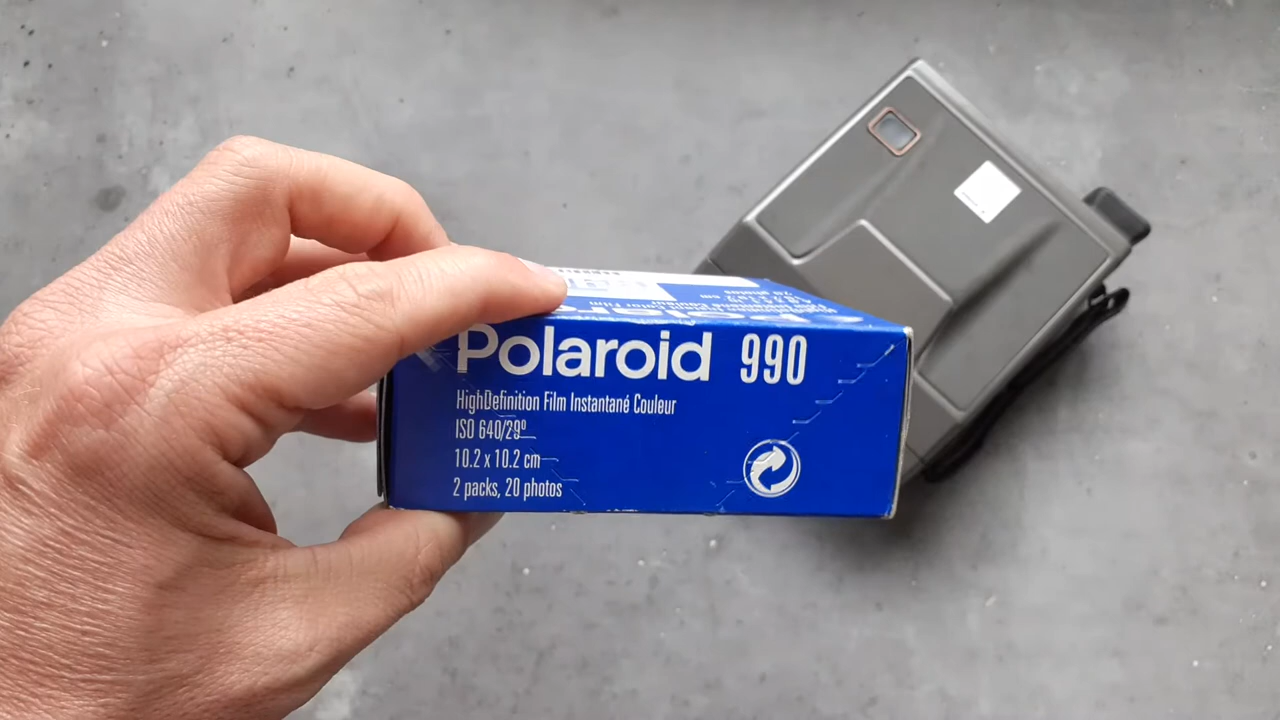 Polaroid 990
HighDefinition Film Instantané Couleur
ISO 640/29º
10.2 x 10.2 cm
2 packs, 20 photos